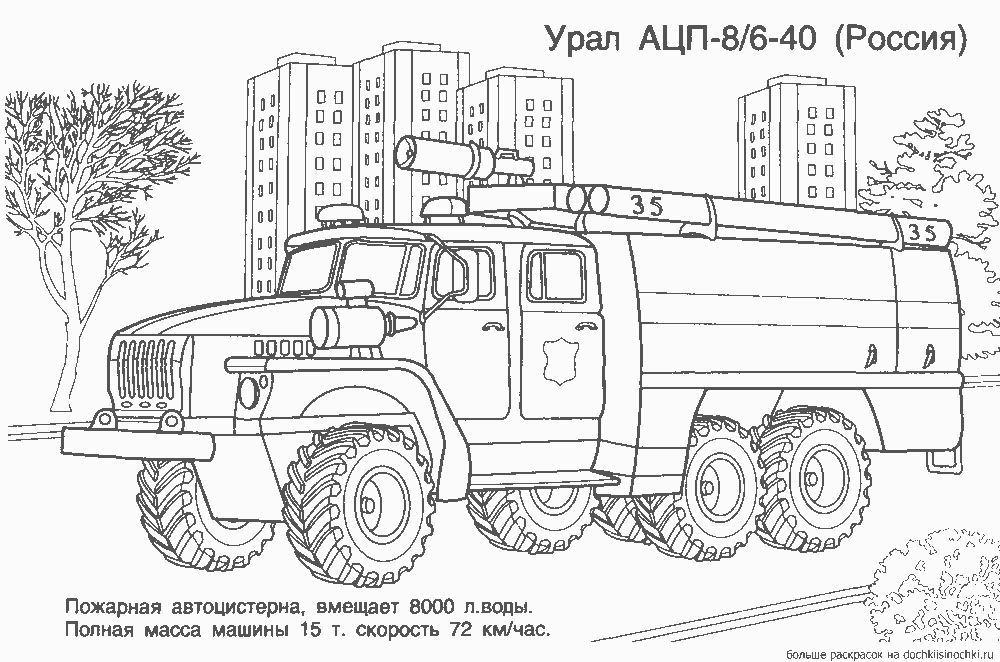 Урал АЦП-8/6-40 (Россия)
35
35
Пожарная автоцистерна, вмещает 8000 л.воды.
Полная масса машины 15 т. скорость 72 км/час.
больше раскрасок на dochkiisinochki.ru